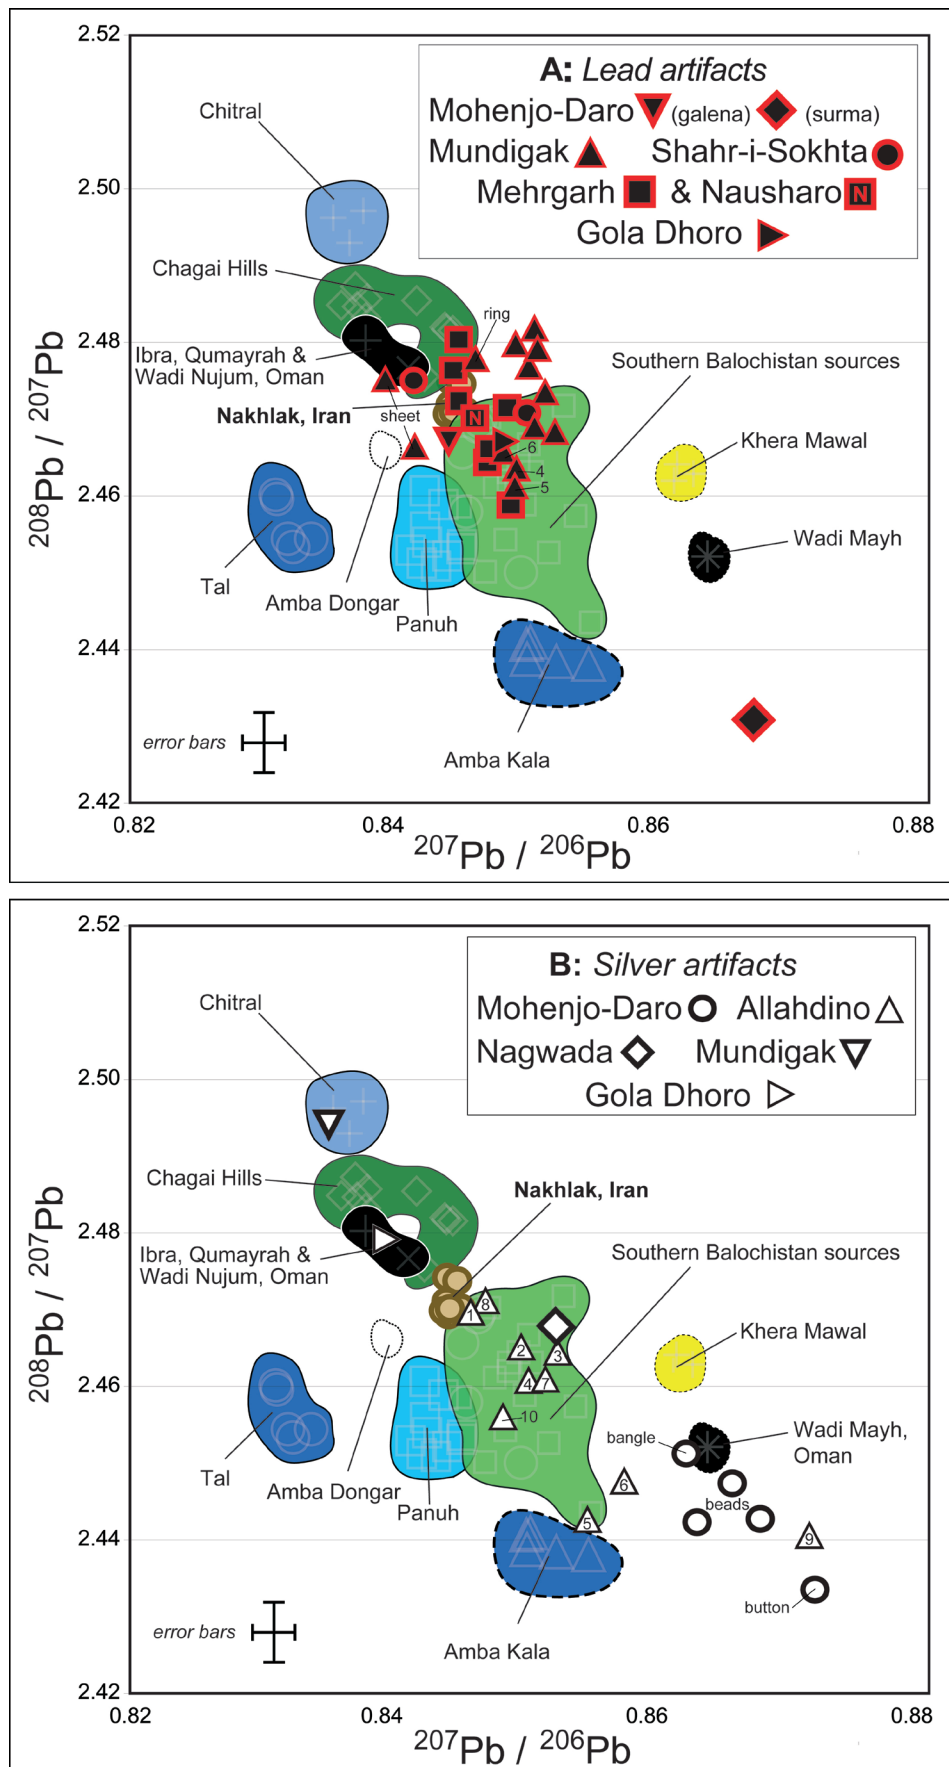 2.52
A: Lead artifacts
Mohenjo-Daro (galena) (surma)
Mundigak Shahr-i-Sokhta
Mehrgarh & Nausharo N
Gola Dhoro
Chitral
2.50
Chagai Hills
ring
2.48
Ibra, Qumayrah &
Wadi Nujum, Oman
Southern Balochistan sources
Nakhlak, Iran
sheet
N
Khera Mawal
6
4
5
2.46
Wadi Mayh
Tal
Amba Dongar
Panuh
2.44
error bars
Amba Kala
2.42
0.82
0.84
0.86
0.88
208Pb / 207Pb
207Pb / 206Pb
2.52
B: Silver artifacts
Mohenjo-Daro Allahdino
Nagwada Mundigak
Gola Dhoro
Chitral
2.50
Chagai Hills
Nakhlak, Iran
2.48
Ibra, Qumayrah &
Wadi Nujum, Oman
Southern Balochistan sources
1
8
2
3
4
7
10
Khera Mawal
2.46
bangle
Wadi Mayh,
Oman
Tal
Amba Dongar
Panuh
6
beads
5
9
2.44
button
error bars
Amba Kala
2.42
0.82
0.84
0.86
0.88
208Pb / 207Pb
207Pb / 206Pb